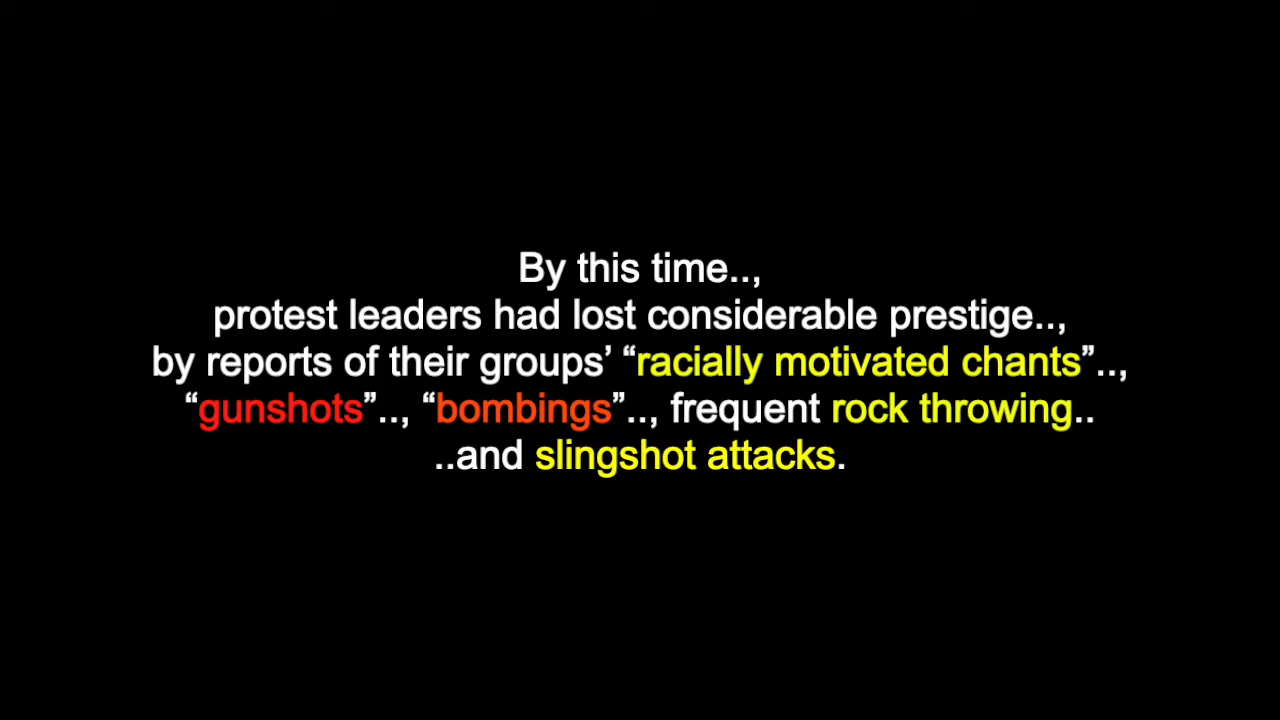 By this time..,
protest leaders had lost considerable prestige..,
by reports of their groups’ “racially motivated chants”..,
“gunshots”.., “bombings”.., frequent rock throwing..
..and slingshot attacks.